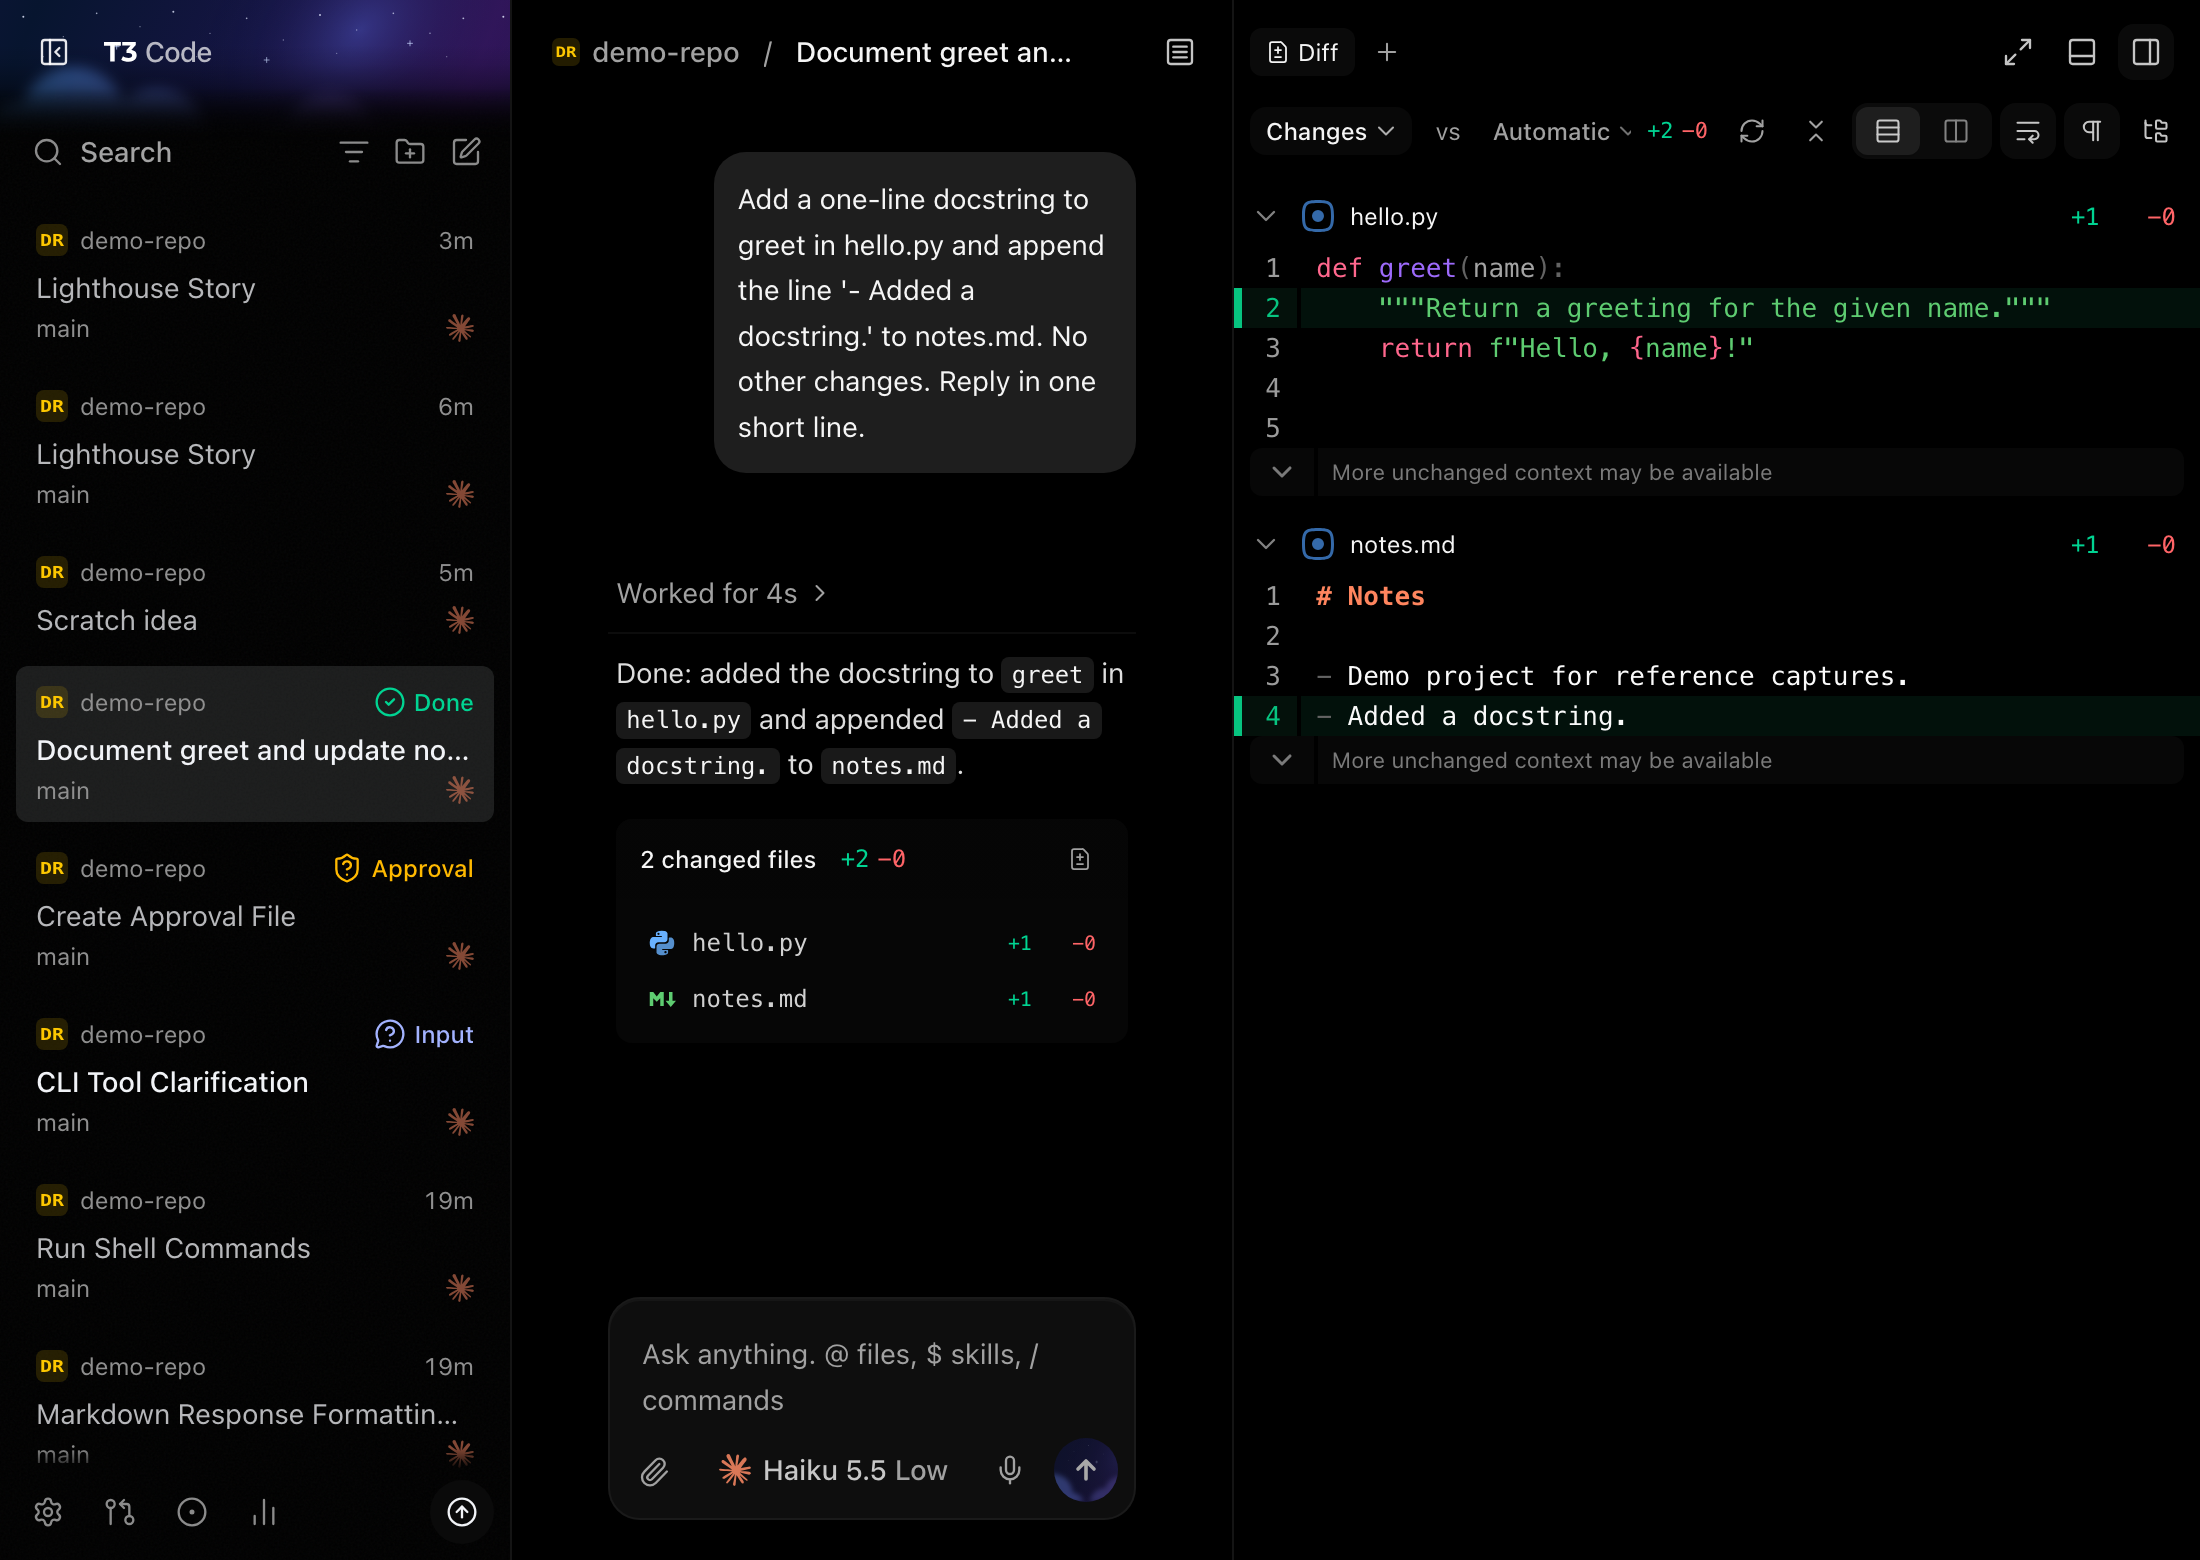 T3 Code
Search
DR demo-repo 3m
Lighthouse Story
main
DR demo-repo 6m
Lighthouse Story
main
DR demo-repo 5m
Scratch idea
DR demo-repo Done
Document greet and update no...
main
DR demo-repo Approval
Create Approval File
main
DR demo-repo Input
CLI Tool Clarification
main
DR demo-repo 19m
Run Shell Commands
main
DR demo-repo 19m
Markdown Response Formattin...
main
DR demo-repo / Document greet an...
Add a one-line docstring to
greet in hello.py and append
the line '- Added a
docstring.' to notes.md. No
other changes. Reply in one
short line.
Worked for 4s
Done: added the docstring to greet in
hello.py and appended - Added a
docstring. to notes.md.
2 changed files +2 -0
hello.py +1 -0
M↓ notes.md +1 -0
Ask anything. @ files, $ skills, /
commands
Haiku 5.5 Low
Diff
Changes vs Automatic +2 -0
hello.py +1 -0
1 def greet(name):
2 """Return a greeting for the given name."""
3 return f"Hello, {name}!"
4
5
More unchanged context may be available
notes.md +1 -0
1 # Notes
2
3 - Demo project for reference captures.
4 - Added a docstring.
More unchanged context may be available